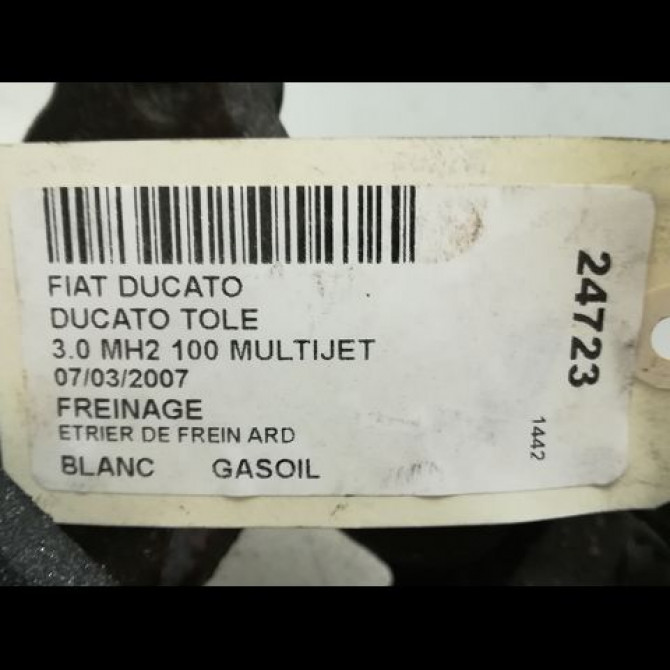 FIAT DUCATO
DUCATO TOLE
3.0 MH2 100 MULTIJET
07/03/2007
FREINAGE
ETRIER DE FREIN ARD
BLANC GASOIL
24723
1442